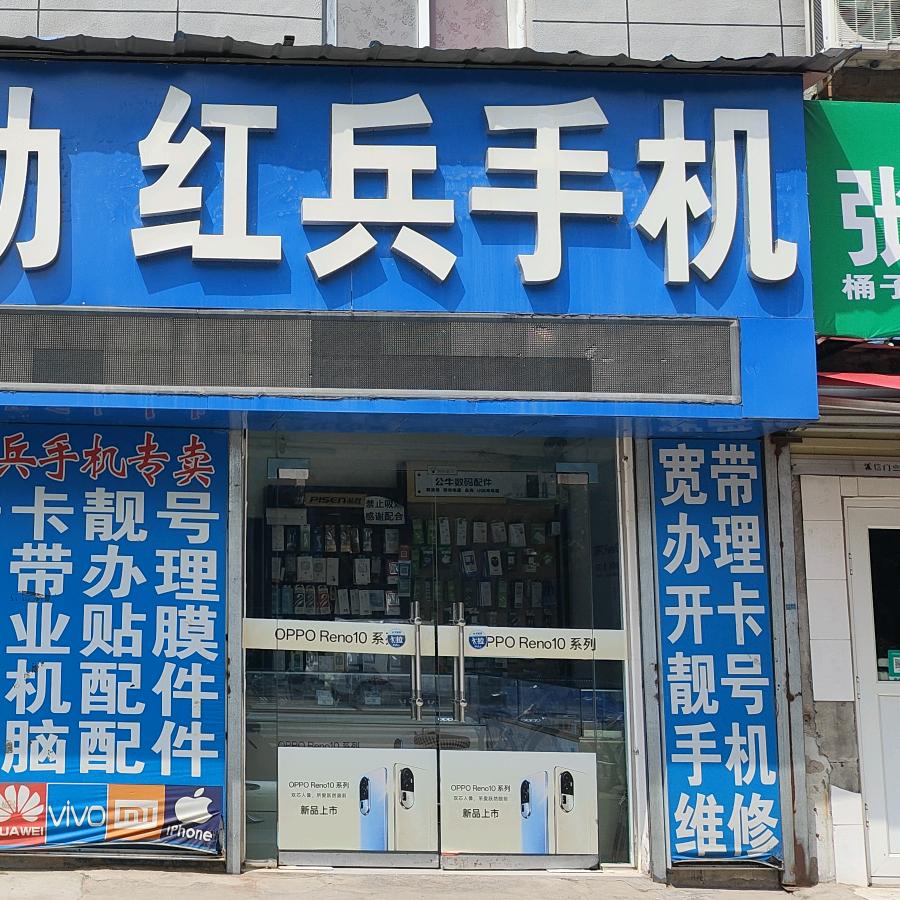 红兵手机
张
桶子
兵手机专卖
卡靓号
带办理
业贴膜
机配件
脑配件
HUAWEI
vivo
mi
iPhone
PISEN
禁止吸烟
感谢配合
公牛数码配件
OPPO Reno10 系列
OPPO Reno10 系列
OPPO Reno10 系列
新品上市
OPPO Reno10 系列
新品上市
宽带
办理
开卡
靓号
手机
维修